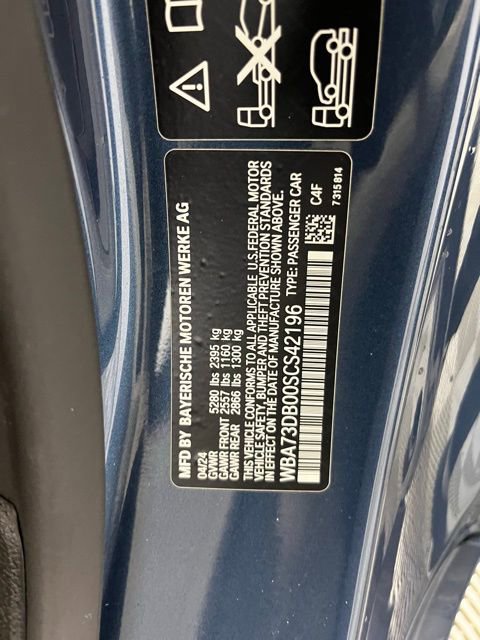 MFD BY BAYERISCHE MOTOREN WERKE AG
04/24
GVWR 5280 lbs 2395 kg
GAWR FRONT 2557 lbs 1160 kg
GAWR REAR 2866 lbs 1300 kg
THIS VEHICLE CONFORMS TO ALL APPLICABLE U.S. FEDERAL MOTOR
VEHICLE SAFETY, BUMPER, AND THEFT PREVENTION STANDARDS
IN EFFECT ON THE DATE OF MANUFACTURE SHOWN ABOVE.
WBA73DB00SCS42196 TYPE: PASSENGER CAR
C4F
7 315 814